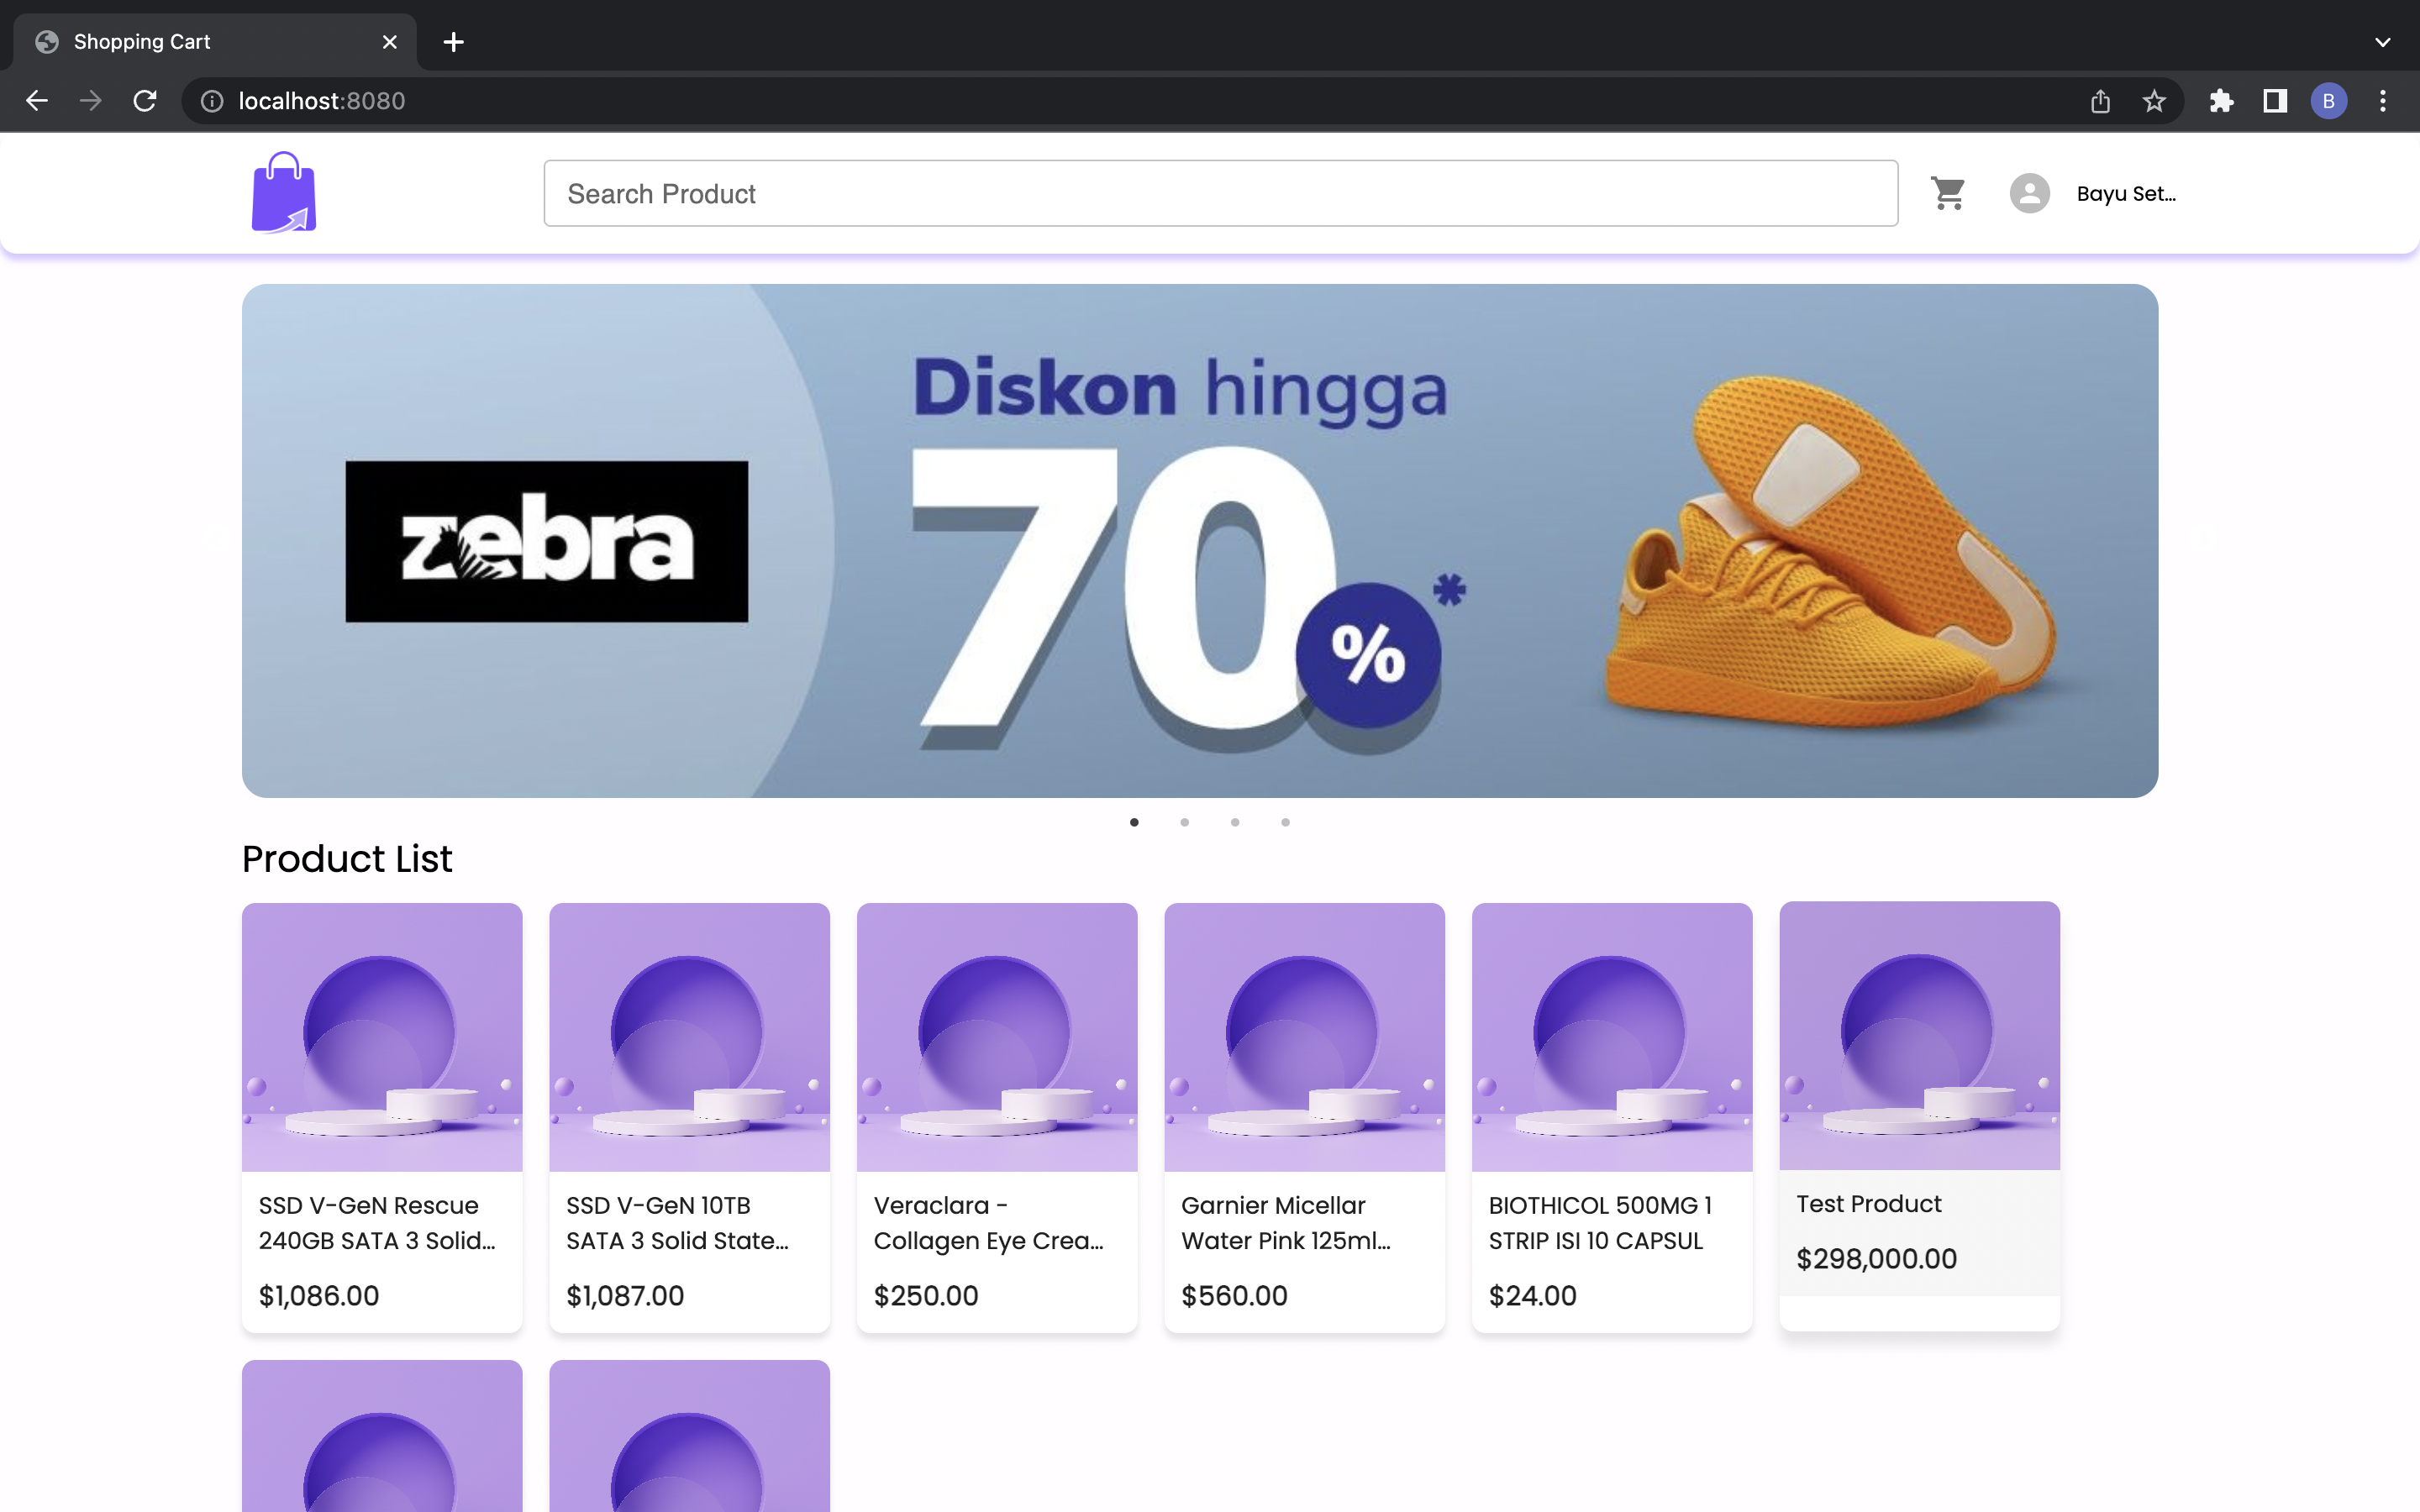 Shopping Cart
localhost:8080
B
Search Product
Bayu Set...
zebra
Diskon hingga
70%*
Product List
SSD V-GeN Rescue
240GB SATA 3 Solid...
$1,086.00
SSD V-GeN 10TB
SATA 3 Solid State...
$1,087.00
Veraclara -
Collagen Eye Crea...
$250.00
Garnier Micellar
Water Pink 125ml...
$560.00
BIOTHICOL 500MG 1
STRIP ISI 10 CAPSUL
$24.00
Test Product
$298,000.00